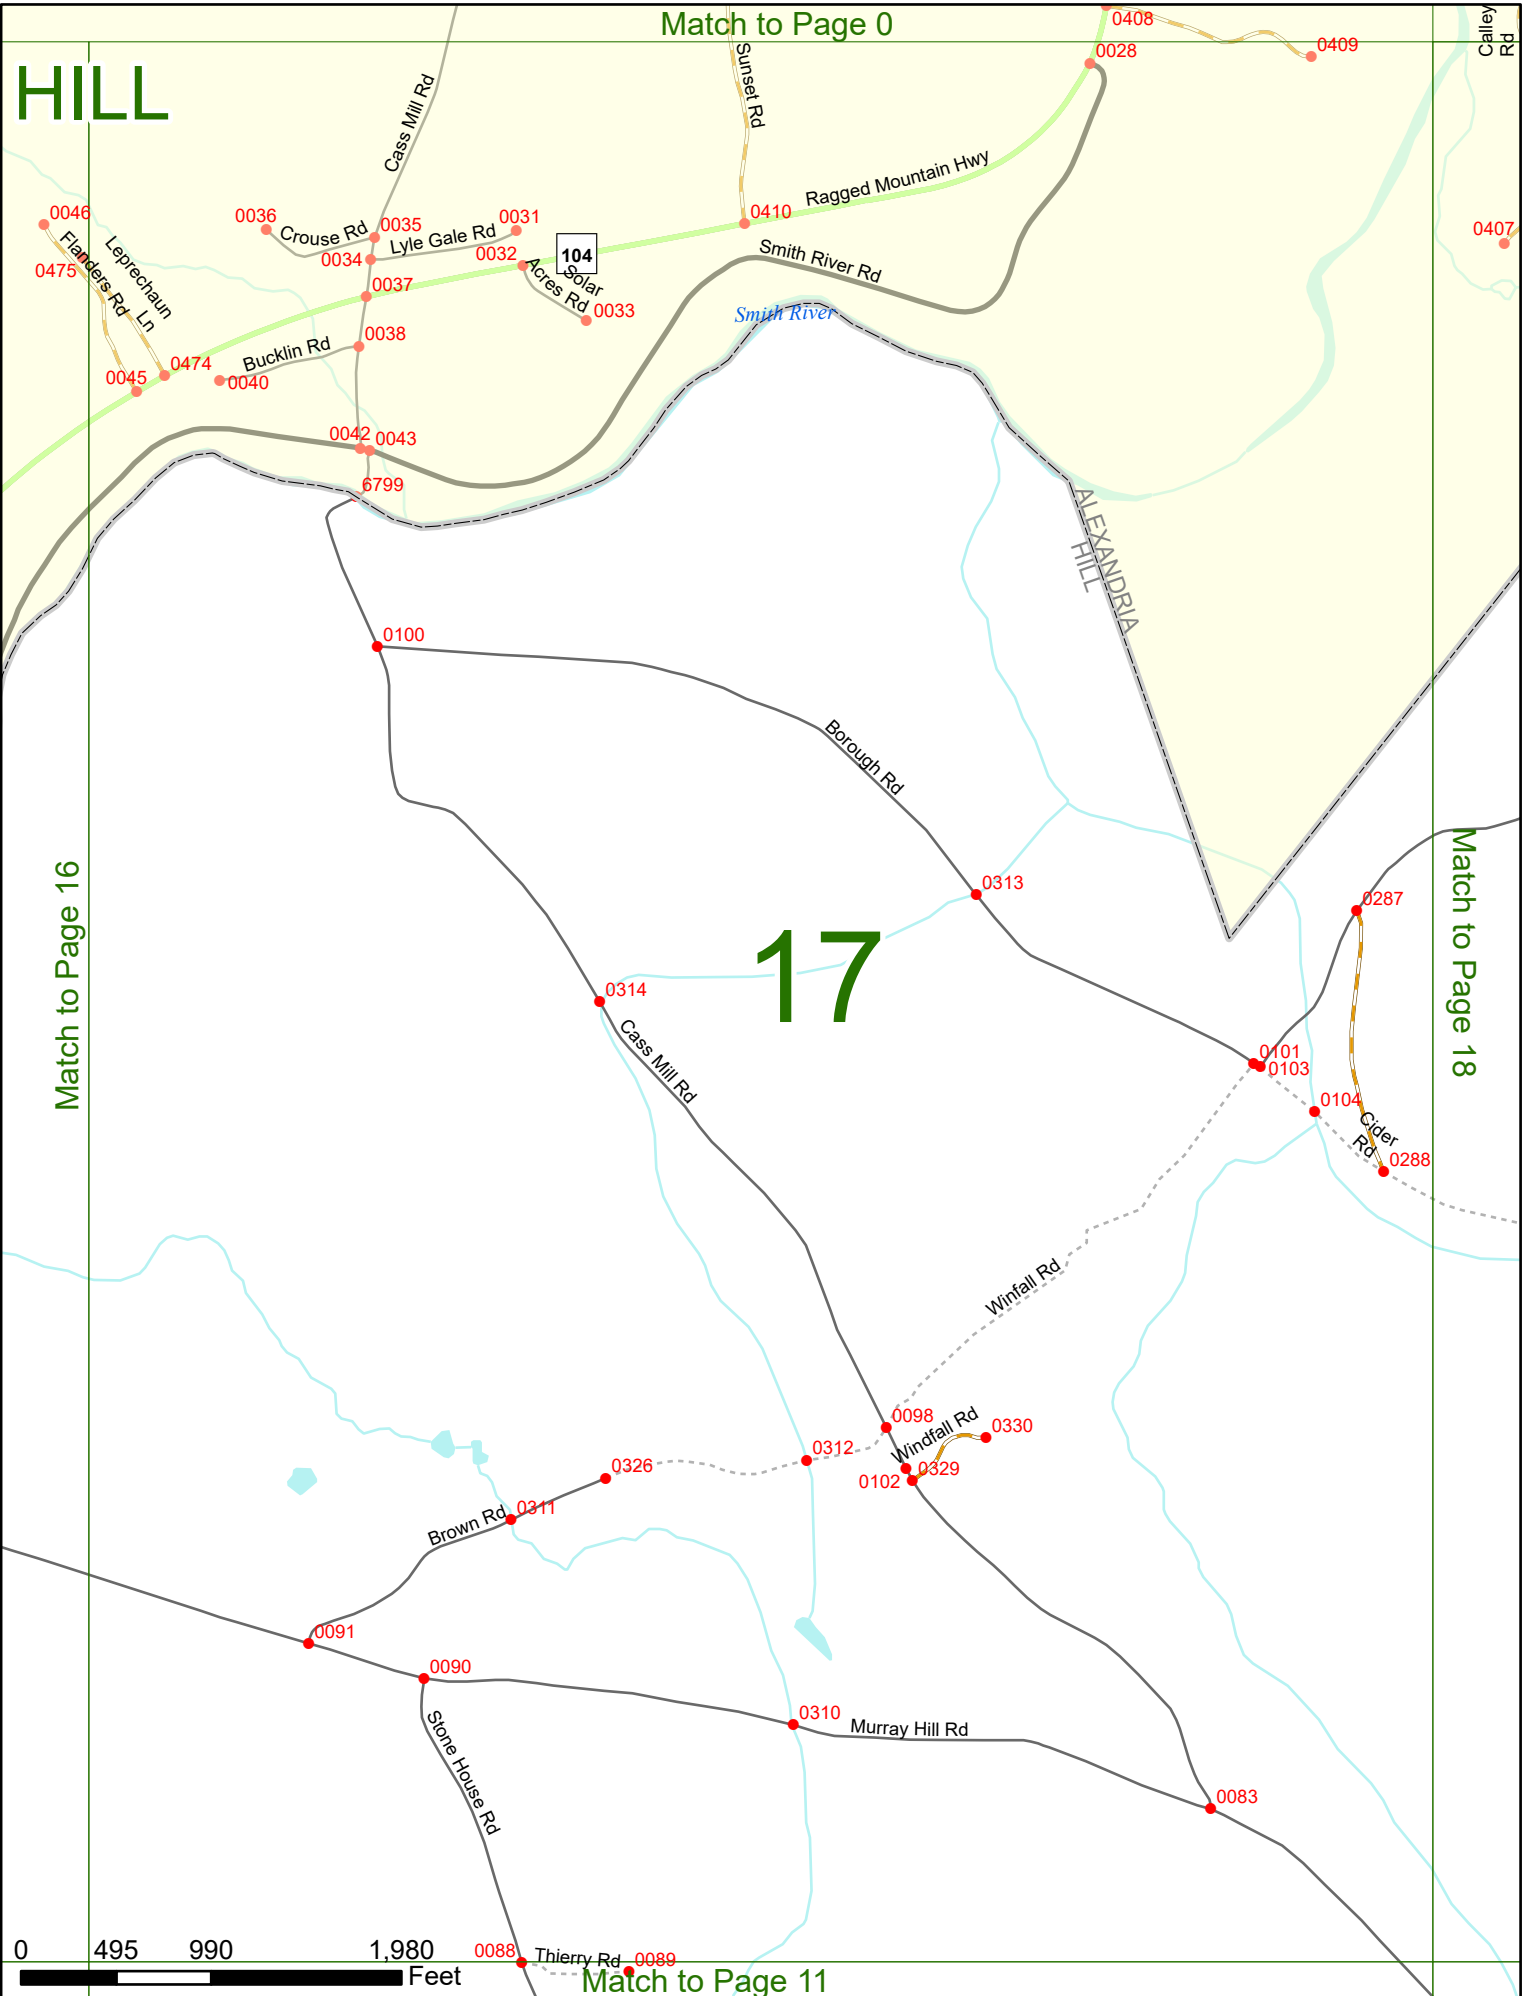 Match to Page 0
HILL
Calley
Rd
0408
0409
0028
Sunset Rd
Cass Mill Rd
Ragged Mountain Hwy
0046
0036
Crouse Rd
0035
Lyle Gale Rd
0031
0410
0407
0034
0032
104
Smith River Rd
Flanders Rd
Leprechaun
Ln
0475
Solar
Acres Rd
0037
0033
Smith River
0038
Bucklin Rd
0474
0045
0040
0042
0043
6799
ALEXANDRIA
HILL
0100
Borough Rd
Match to Page 16
Match to Page 18
0313
0287
17
0314
Cass Mill Rd
0101
0103
0104
Cider
Rd
0288
Winfall Rd
0098
Windfall Rd
0330
0312
0326
0102
0329
0311
Brown Rd
0091
0090
0310
Murray Hill Rd
Stone House Rd
0083
0 495 990 1,980
Feet
0088
Thierry Rd
0089
Match to Page 11